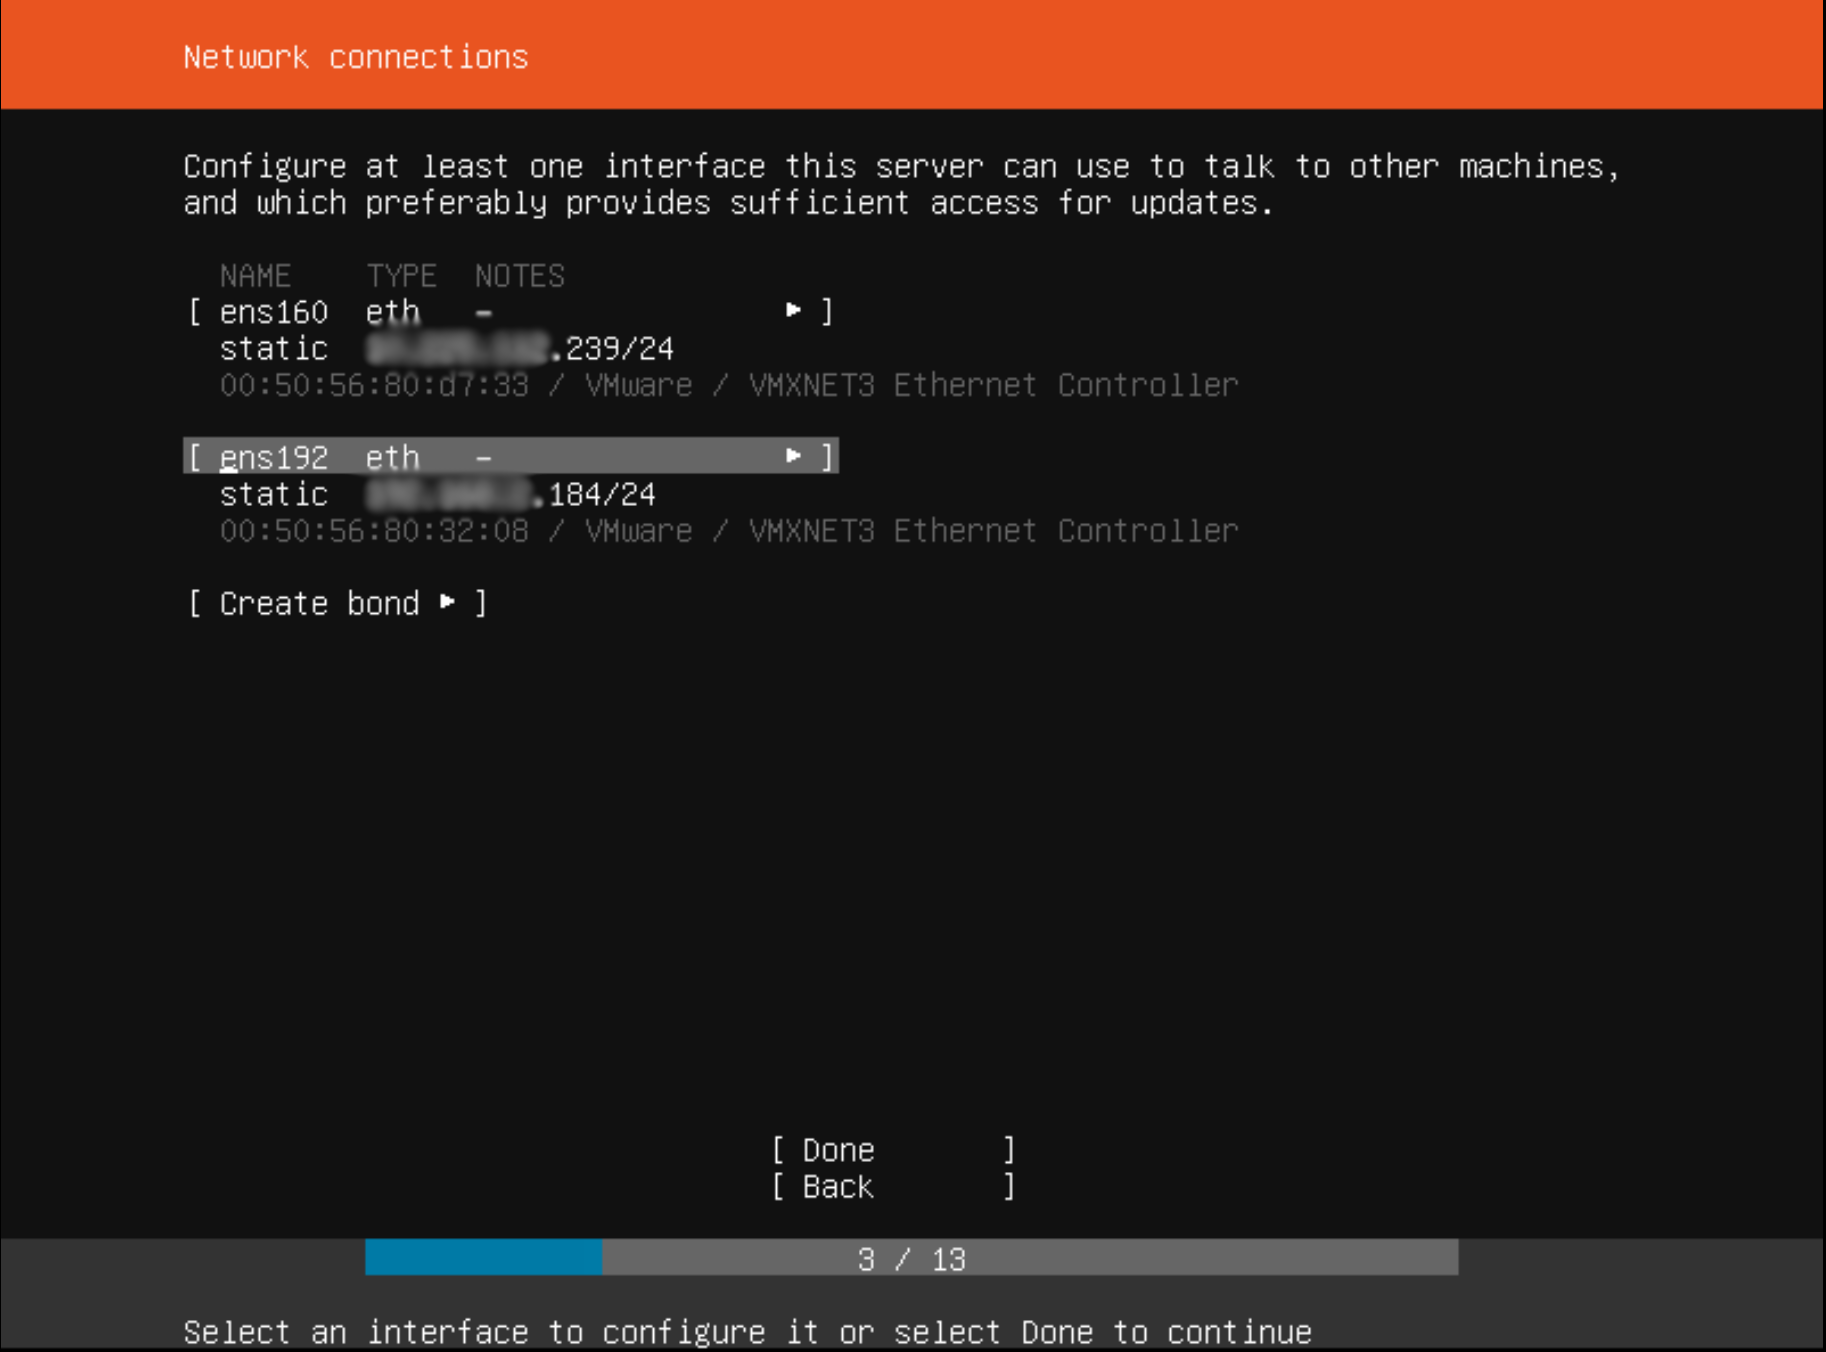 Network connections
Configure at least one interface this server can use to talk to other machines,
and which preferably provides sufficient access for updates.
NAME TYPE NOTES
[ ens160 eth - ▸ ]
static .239/24
00:50:56:80:d7:33 / VMware / VMXNET3 Ethernet Controller
[ ens192 eth - ▸ ]
static .184/24
00:50:56:80:32:08 / VMware / VMXNET3 Ethernet Controller
[ Create bond ▸ ]
[ Done ]
[ Back ]
3 / 13
Select an interface to configure it or select Done to continue